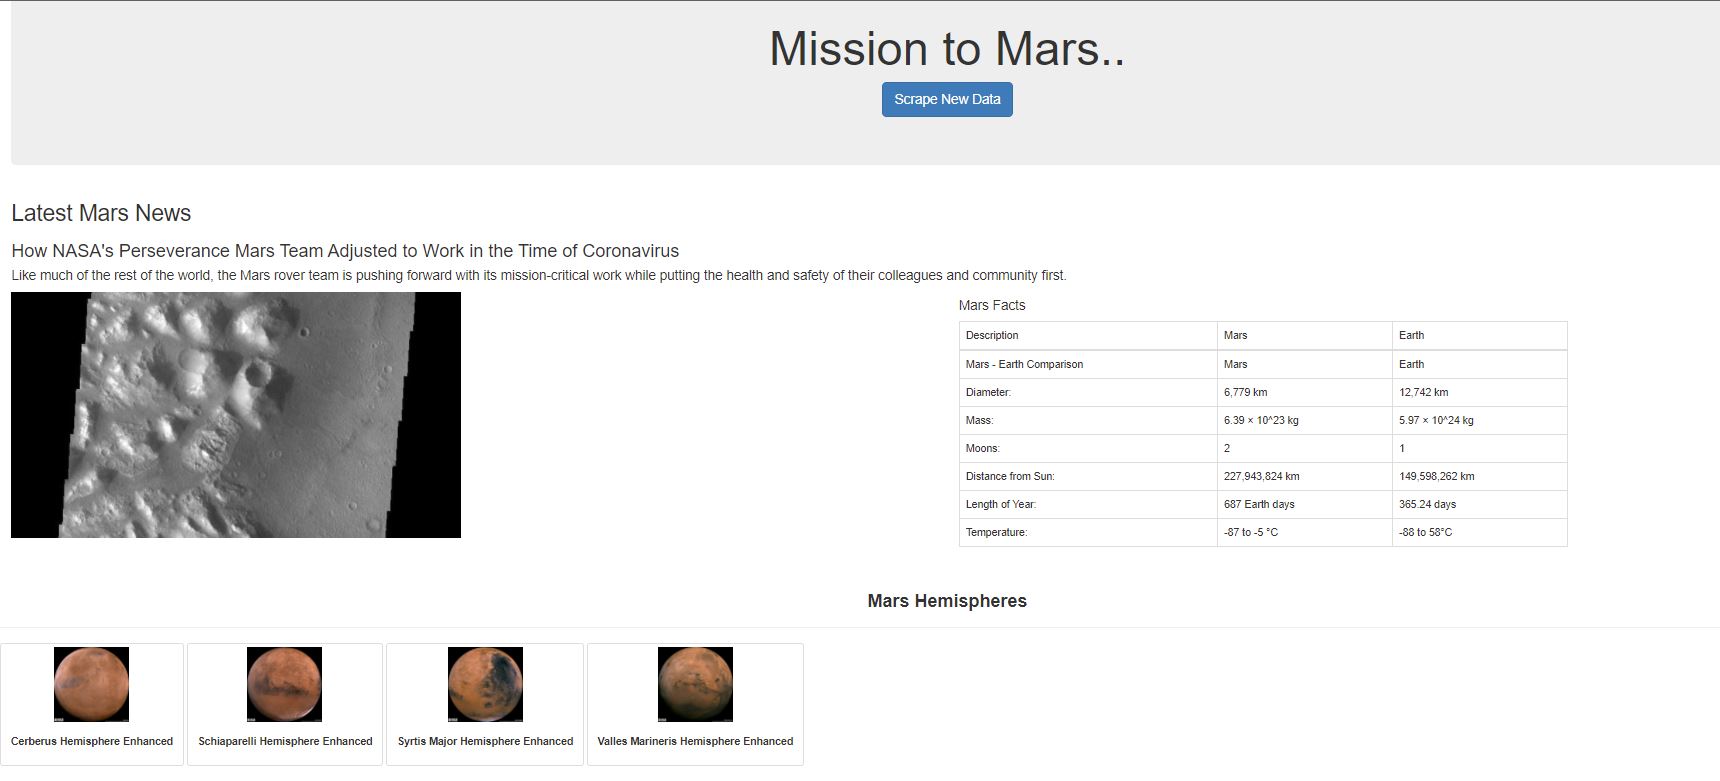 Mission to Mars..
Scrape New Data
Latest Mars News
How NASA's Perseverance Mars Team Adjusted to Work in the Time of Coronavirus
Like much of the rest of the world, the Mars rover team is pushing forward with its mission-critical work while putting the health and safety of their colleagues and community first.
Mars Facts
Description Mars Earth
Mars - Earth Comparison Mars Earth
Diameter: 6,779 km 12,742 km
Mass: 6.39 × 10^23 kg 5.97 × 10^24 kg
Moons: 2 1
Distance from Sun: 227,943,824 km 149,598,262 km
Length of Year: 687 Earth days 365.24 days
Temperature: -87 to -5 °C -88 to 58°C
Mars Hemispheres
Cerberus Hemisphere Enhanced Schiaparelli Hemisphere Enhanced Syrtis Major Hemisphere Enhanced Valles Marineris Hemisphere Enhanced